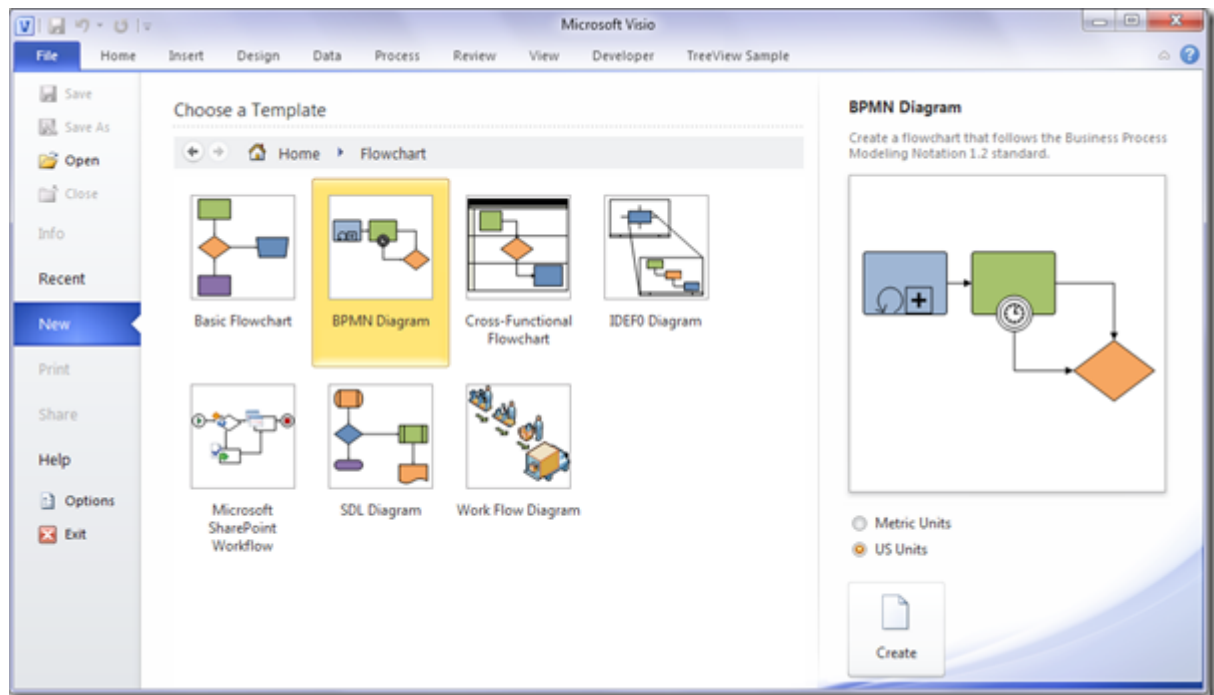 Microsoft Visio
File Home Insert Design Data Process Review View Developer TreeView Sample
Save
Save As
Open
Close
Info
Recent
New
Print
Share
Help
Options
Exit
Choose a Template
Home Flowchart
Basic Flowchart
BPMN Diagram
Cross-Functional
Flowchart
IDEF0 Diagram
Microsoft
SharePoint
Workflow
SDL Diagram
Work Flow Diagram
BPMN Diagram
Create a flowchart that follows the Business Process
Modeling Notation 1.2 standard.
Metric Units
US Units
Create